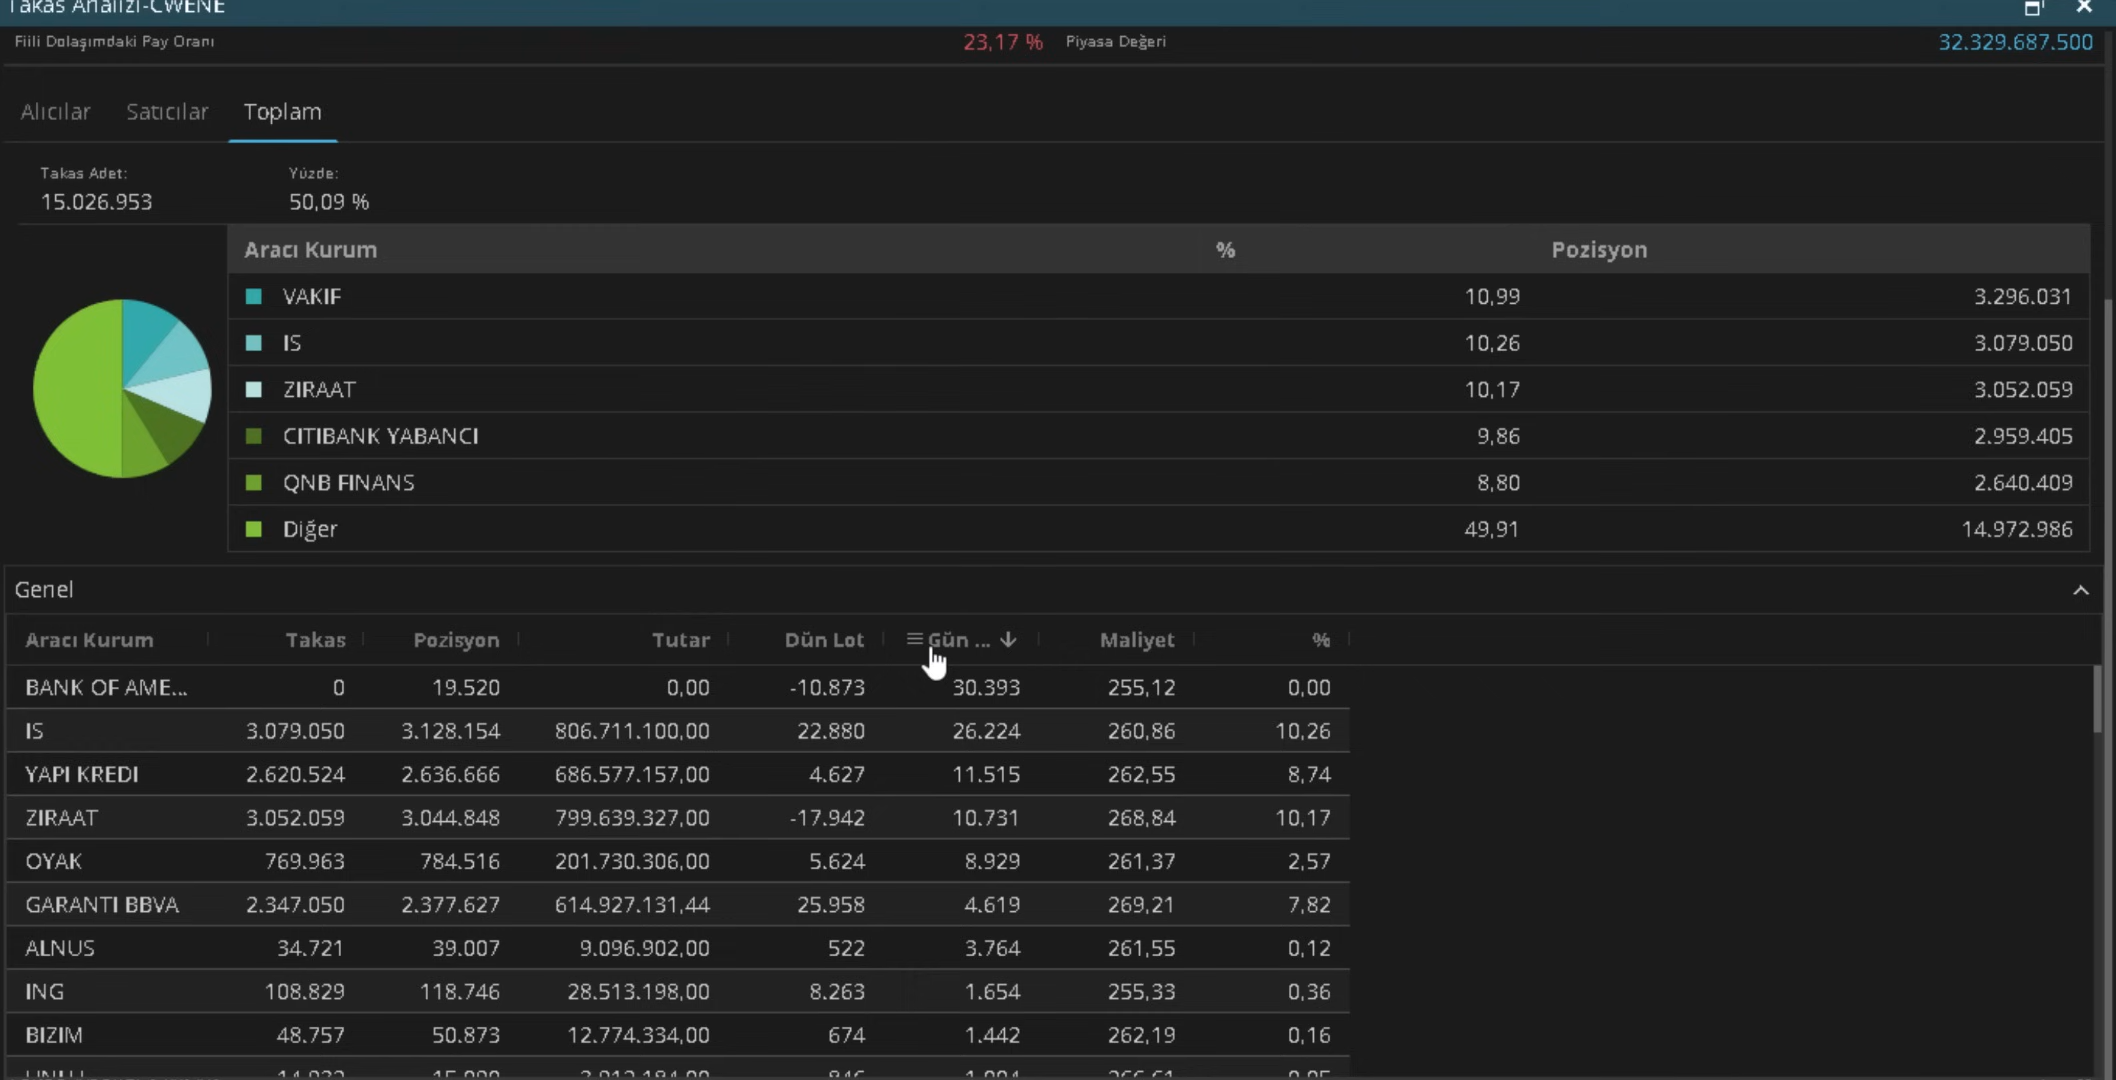 Takas Analizi-CWENE
Fiili Dolaşımdaki Pay Oranı 23,17 % Piyasa Değeri 32.329.687.500
Alıcılar Satıcılar Toplam
Takas Adet: Yüzde:
15.026.953 50,09 %
Aracı Kurum % Pozisyon
VAKIF 10,99 3.296.031
IS 10,26 3.079.050
ZIRAAT 10,17 3.052.059
CITIBANK YABANCI 9,86 2.959.405
QNB FINANS 8,80 2.640.409
Diğer 49,91 14.972.986
Genel
Aracı Kurum Takas Pozisyon Tutar Dün Lot Gün ... Maliyet %
BANK OF AME... 0 19.520 0,00 -10.873 30.393 255,12 0,00
IS 3.079.050 3.128.154 806.711.100,00 22.880 26.224 260,86 10,26
YAPI KREDI 2.620.524 2.636.666 686.577.157,00 4.627 11.515 262,55 8,74
ZIRAAT 3.052.059 3.044.848 799.639.327,00 -17.942 10.731 268,84 10,17
OYAK 769.963 784.516 201.730.306,00 5.624 8.929 261,37 2,57
GARANTI BBVA 2.347.050 2.377.627 614.927.131,44 25.958 4.619 269,21 7,82
ALNUS 34.721 39.007 9.096.902,00 522 3.764 261,55 0,12
ING 108.829 118.746 28.513.198,00 8.263 1.654 255,33 0,36
BIZIM 48.757 50.873 12.774.334,00 674 1.442 262,19 0,16